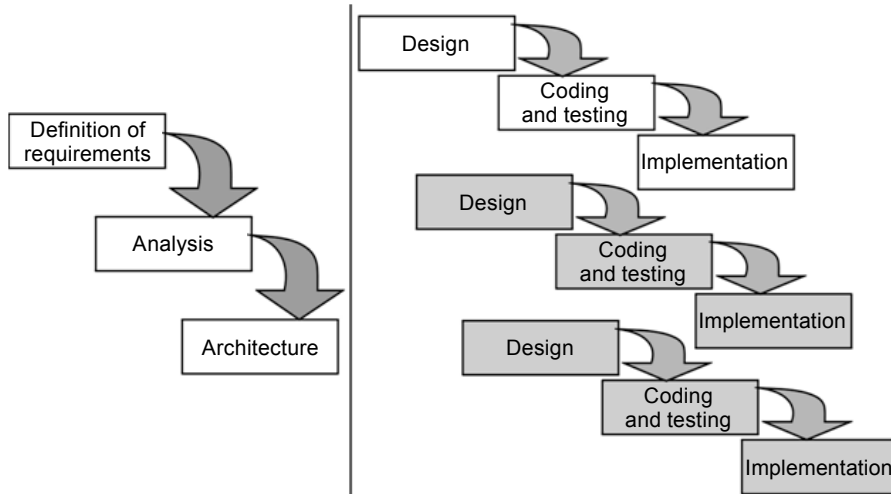 Definition of
requirements
Analysis
Architecture
Design
Coding
and testing
Implementation
Design
Coding
and testing
Implementation
Design
Coding
and testing
Implementation